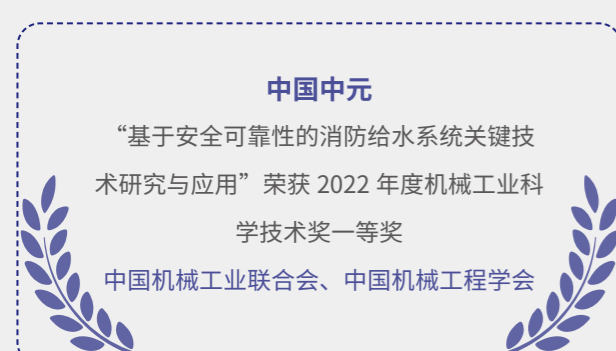 中国中元
“基于安全可靠性的消防给水系统关键技
术研究与应用”荣获 2022 年度机械工业科
学技术奖一等奖
中国机械工业联合会、中国机械工程学会